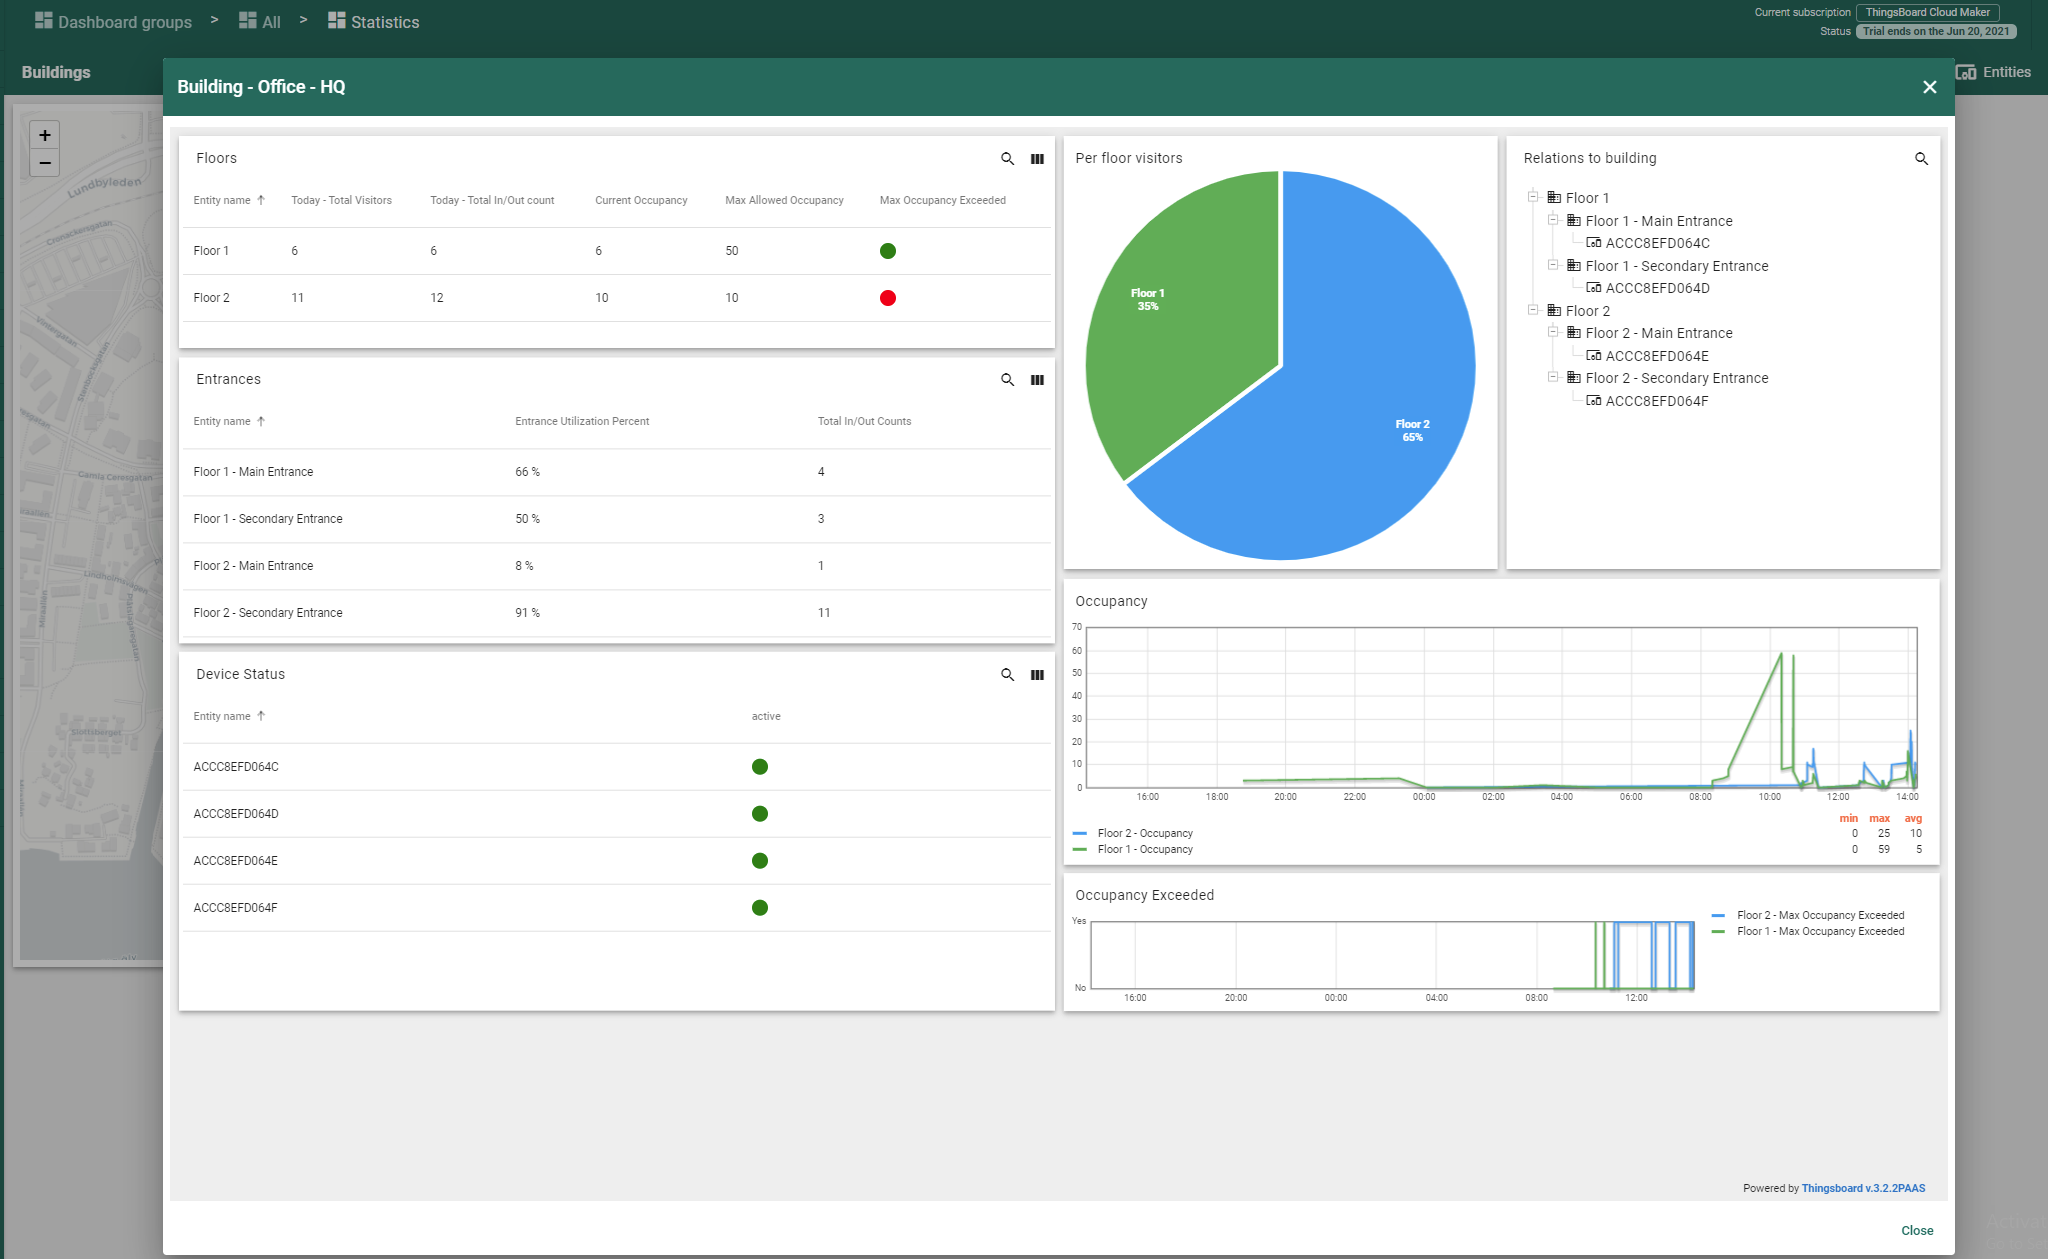 Dashboard groups > All > Statistics
Current subscription ThingsBoard Cloud Maker
Status Trial ends on the Jun 20, 2021
Buildings
Entities
Building - Office - HQ
+
−
Lundbyleden
Cronackersgatan
Vintergatan
Stenbocksgatan
Gamla Ceresgatan
Lindholmsvägen
Plåtslagaregatan
Miraallén
Slottsberget
Floors
Entity name Today - Total Visitors Today - Total In/Out count Current Occupancy Max Allowed Occupancy Max Occupancy Exceeded
Floor 1 6 6 6 50
Floor 2 11 12 10 10
Entrances
Entity name Entrance Utilization Percent Total In/Out Counts
Floor 1 - Main Entrance 66 % 4
Floor 1 - Secondary Entrance 50 % 3
Floor 2 - Main Entrance 8 % 1
Floor 2 - Secondary Entrance 91 % 11
Device Status
Entity name active
ACCC8EFD064C
ACCC8EFD064D
ACCC8EFD064E
ACCC8EFD064F
Per floor visitors
Floor 1
35%
Floor 2
65%
Relations to building
Floor 1
Floor 1 - Main Entrance
ACCC8EFD064C
Floor 1 - Secondary Entrance
ACCC8EFD064D
Floor 2
Floor 2 - Main Entrance
ACCC8EFD064E
Floor 2 - Secondary Entrance
ACCC8EFD064F
Occupancy
70
60
50
40
30
20
10
0
16:00 18:00 20:00 22:00 00:00 02:00 04:00 06:00 08:00 10:00 12:00 14:00
min max avg
Floor 2 - Occupancy 0 25 10
Floor 1 - Occupancy 0 59 5
Occupancy Exceeded
Yes
No
16:00 20:00 00:00 04:00 08:00 12:00
Floor 2 - Max Occupancy Exceeded
Floor 1 - Max Occupancy Exceeded
Powered by Thingsboard v.3.2.2PAAS
Close